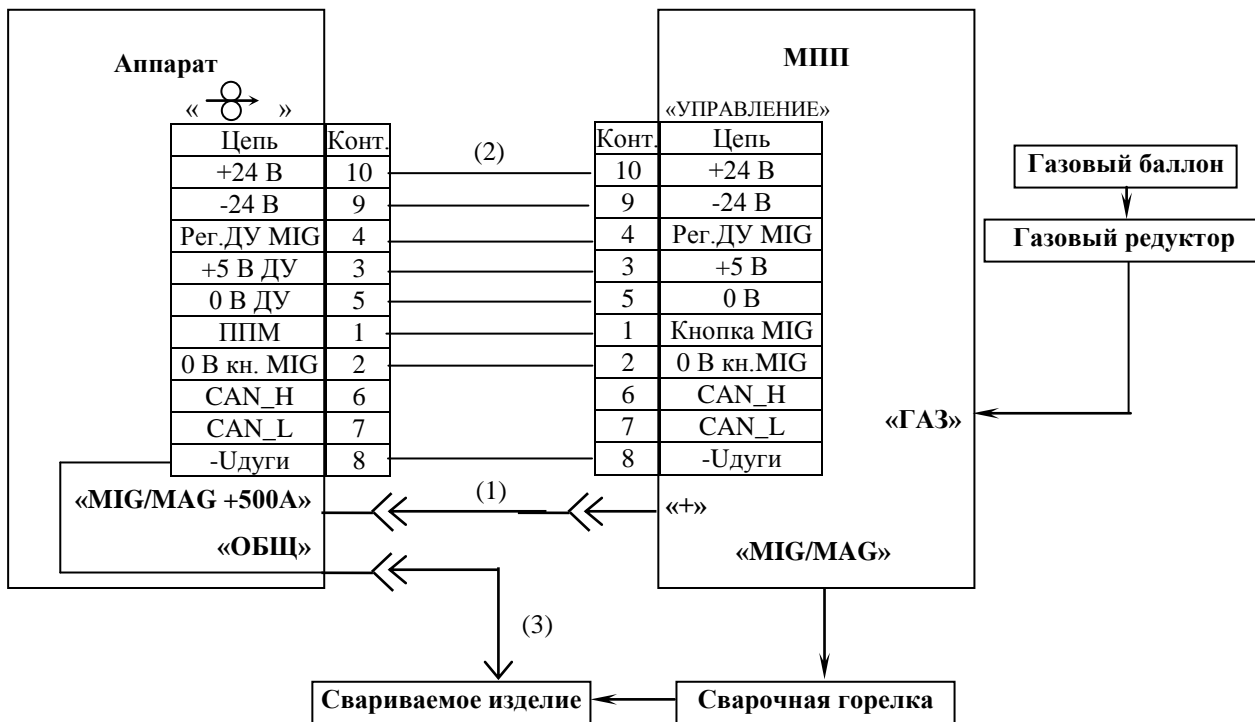 Аппарат
« »
Цепь Конт.
+24 В 10
-24 В 9
Рег.ДУ MIG 4
+5 В ДУ 3
0 В ДУ 5
ППМ 1
0 В кн. MIG 2
CAN_H 6
CAN_L 7
-Uдуги 8
«MIG/MAG +500А»
«ОБЩ»
(2)
(1)
(3)
МПП
«УПРАВЛЕНИЕ»
Конт. Цепь
10 +24 В
9 -24 В
4 Рег.ДУ MIG
3 +5 В
5 0 В
1 Кнопка MIG
2 0 В кн.MIG
6 CAN_H
7 CAN_L
8 -Uдуги
«ГАЗ»
«+»
«MIG/MAG»
Газовый баллон
Газовый редуктор
Свариваемое изделие
Сварочная горелка